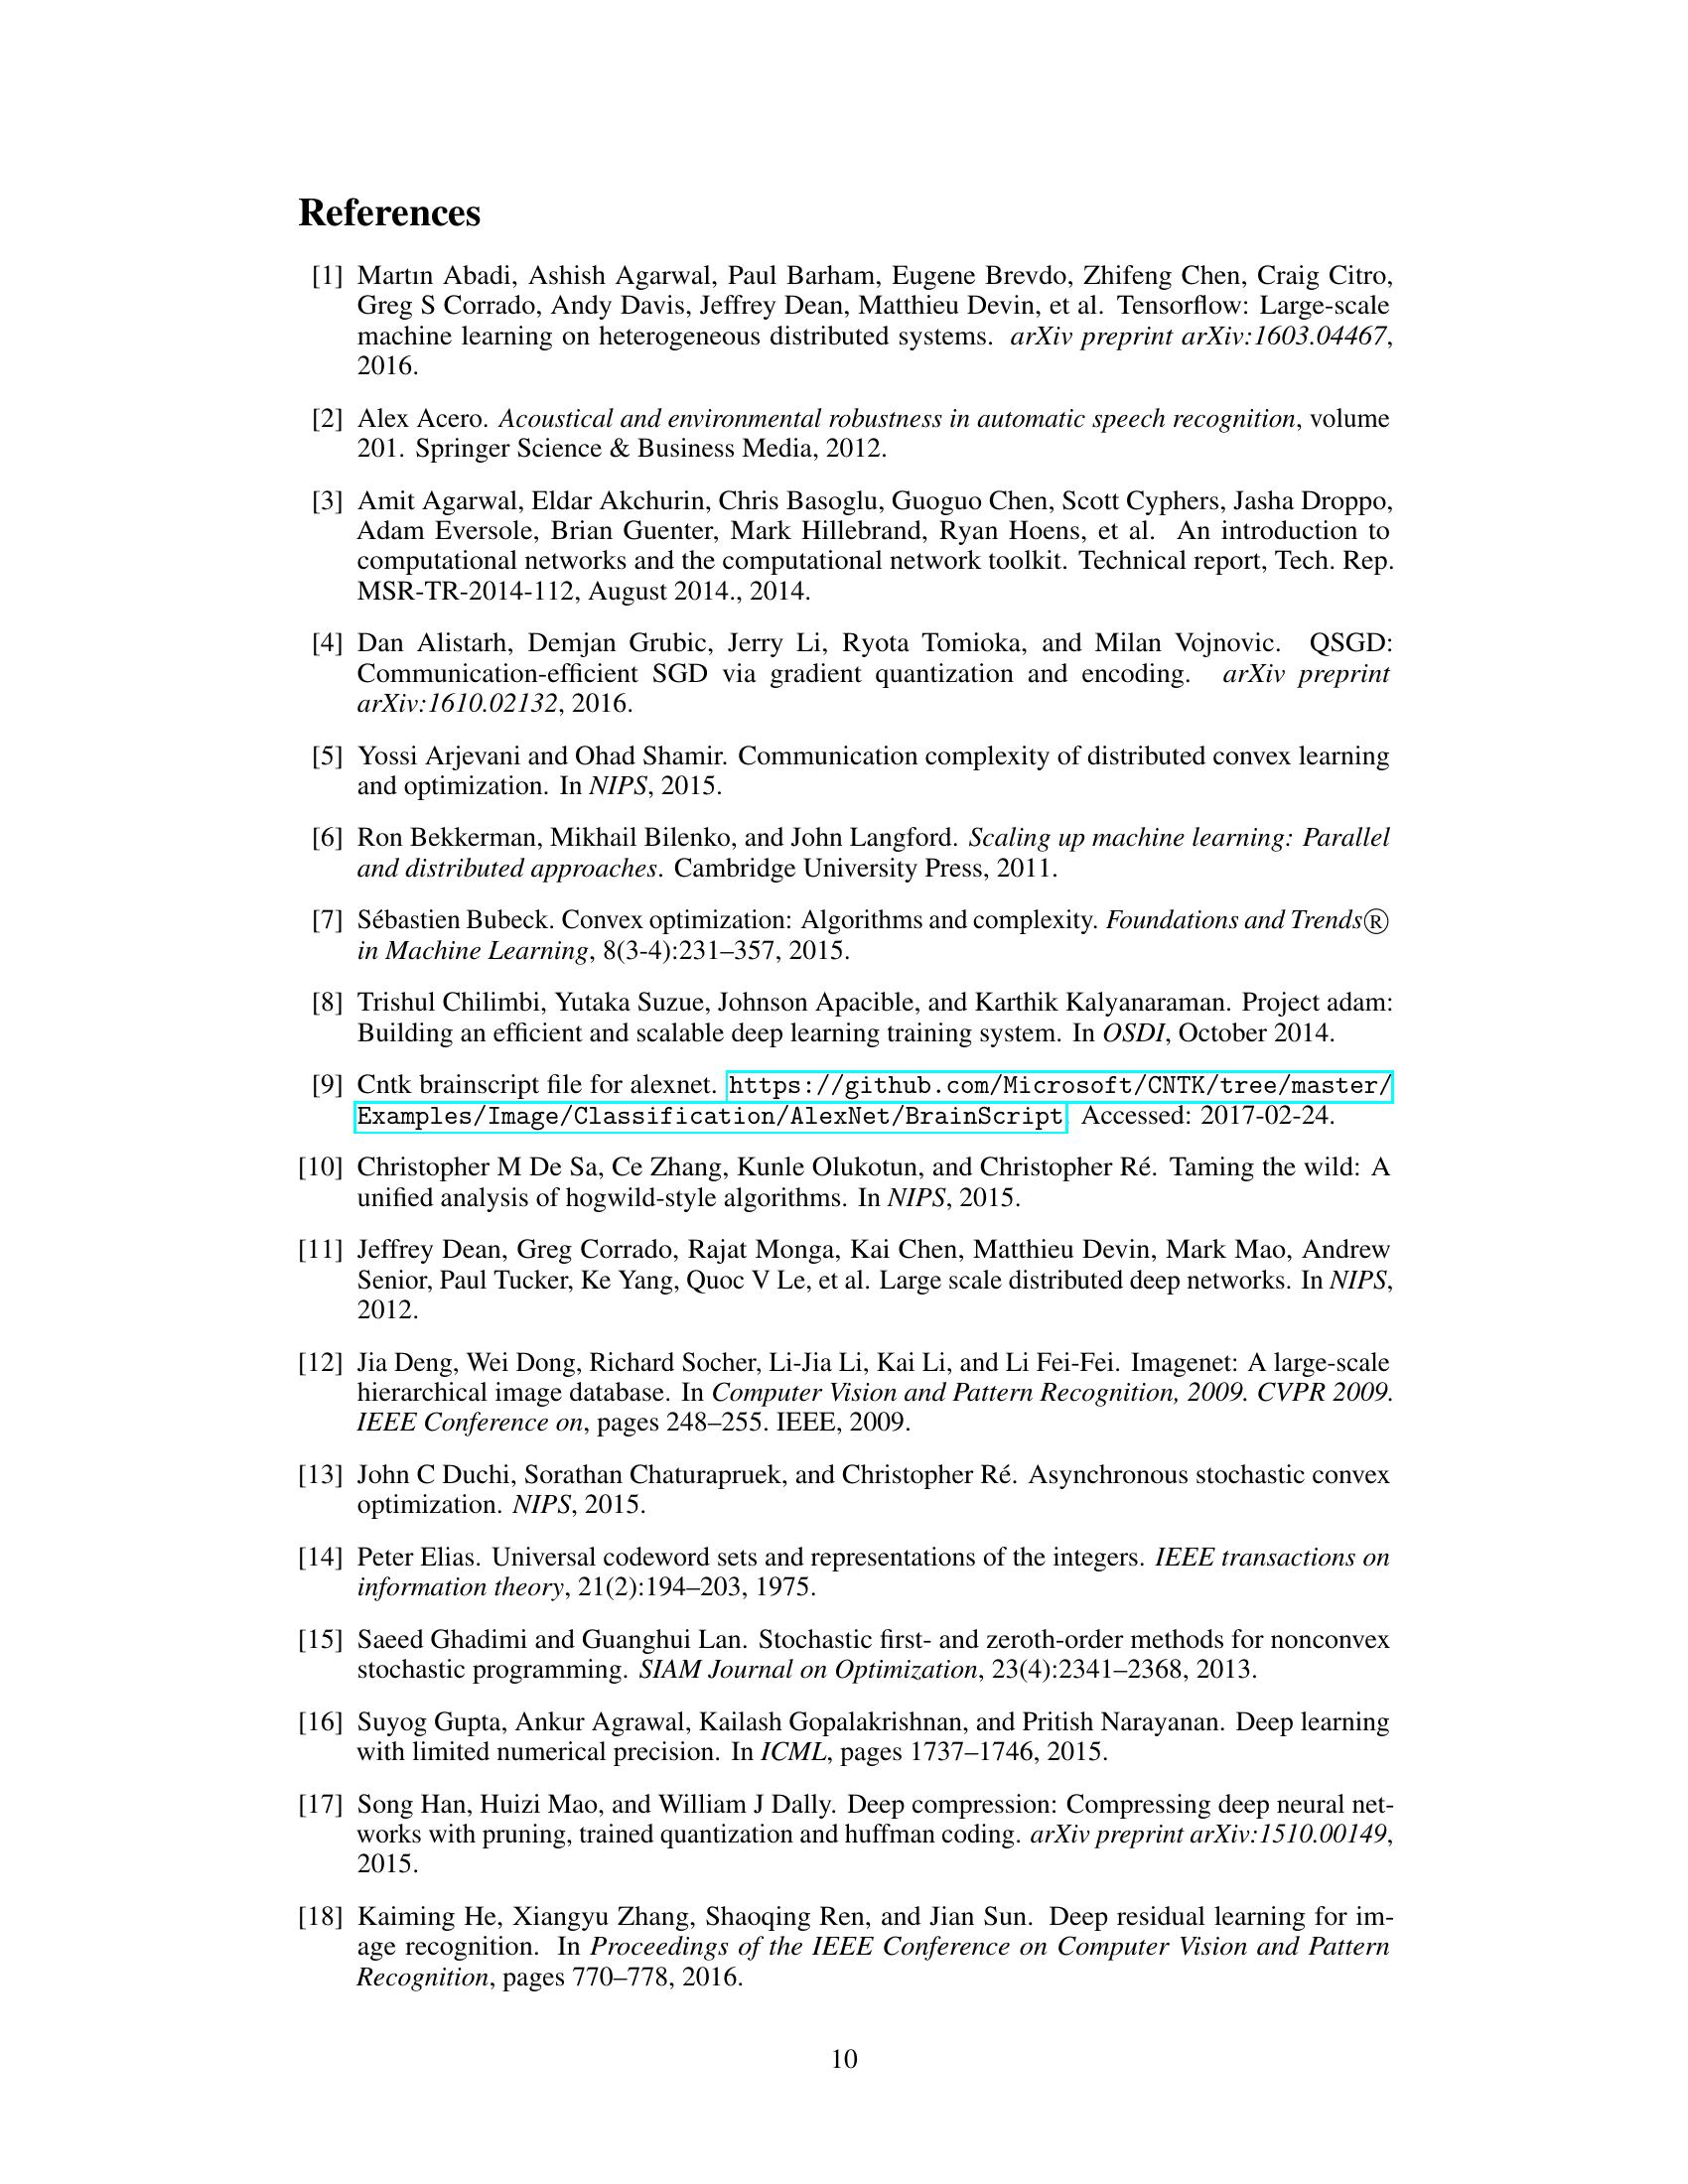 References
[1] Martın Abadi, Ashish Agarwal, Paul Barham, Eugene Brevdo, Zhifeng Chen, Craig Citro,
Greg S Corrado, Andy Davis, Jeffrey Dean, Matthieu Devin, et al. Tensorflow: Large-scale
machine learning on heterogeneous distributed systems. arXiv preprint arXiv:1603.04467,
2016.
[2] Alex Acero. Acoustical and environmental robustness in automatic speech recognition, volume
201. Springer Science & Business Media, 2012.
[3] Amit Agarwal, Eldar Akchurin, Chris Basoglu, Guoguo Chen, Scott Cyphers, Jasha Droppo,
Adam Eversole, Brian Guenter, Mark Hillebrand, Ryan Hoens, et al. An introduction to
computational networks and the computational network toolkit. Technical report, Tech. Rep.
MSR-TR-2014-112, August 2014., 2014.
[4] Dan Alistarh, Demjan Grubic, Jerry Li, Ryota Tomioka, and Milan Vojnovic. QSGD:
Communication-efficient SGD via gradient quantization and encoding. arXiv preprint
arXiv:1610.02132, 2016.
[5] Yossi Arjevani and Ohad Shamir. Communication complexity of distributed convex learning
and optimization. In NIPS, 2015.
[6] Ron Bekkerman, Mikhail Bilenko, and John Langford. Scaling up machine learning: Parallel
and distributed approaches. Cambridge University Press, 2011.
[7] Sébastien Bubeck. Convex optimization: Algorithms and complexity. Foundations and Trends®
in Machine Learning, 8(3-4):231–357, 2015.
[8] Trishul Chilimbi, Yutaka Suzue, Johnson Apacible, and Karthik Kalyanaraman. Project adam:
Building an efficient and scalable deep learning training system. In OSDI, October 2014.
[9] Cntk brainscript file for alexnet. https://github.com/Microsoft/CNTK/tree/master/
Examples/Image/Classification/AlexNet/BrainScript. Accessed: 2017-02-24.
[10] Christopher M De Sa, Ce Zhang, Kunle Olukotun, and Christopher Ré. Taming the wild: A
unified analysis of hogwild-style algorithms. In NIPS, 2015.
[11] Jeffrey Dean, Greg Corrado, Rajat Monga, Kai Chen, Matthieu Devin, Mark Mao, Andrew
Senior, Paul Tucker, Ke Yang, Quoc V Le, et al. Large scale distributed deep networks. In NIPS,
2012.
[12] Jia Deng, Wei Dong, Richard Socher, Li-Jia Li, Kai Li, and Li Fei-Fei. Imagenet: A large-scale
hierarchical image database. In Computer Vision and Pattern Recognition, 2009. CVPR 2009.
IEEE Conference on, pages 248–255. IEEE, 2009.
[13] John C Duchi, Sorathan Chaturapruek, and Christopher Ré. Asynchronous stochastic convex
optimization. NIPS, 2015.
[14] Peter Elias. Universal codeword sets and representations of the integers. IEEE transactions on
information theory, 21(2):194–203, 1975.
[15] Saeed Ghadimi and Guanghui Lan. Stochastic first- and zeroth-order methods for nonconvex
stochastic programming. SIAM Journal on Optimization, 23(4):2341–2368, 2013.
[16] Suyog Gupta, Ankur Agrawal, Kailash Gopalakrishnan, and Pritish Narayanan. Deep learning
with limited numerical precision. In ICML, pages 1737–1746, 2015.
[17] Song Han, Huizi Mao, and William J Dally. Deep compression: Compressing deep neural net-
works with pruning, trained quantization and huffman coding. arXiv preprint arXiv:1510.00149,
2015.
[18] Kaiming He, Xiangyu Zhang, Shaoqing Ren, and Jian Sun. Deep residual learning for im-
age recognition. In Proceedings of the IEEE Conference on Computer Vision and Pattern
Recognition, pages 770–778, 2016.
10